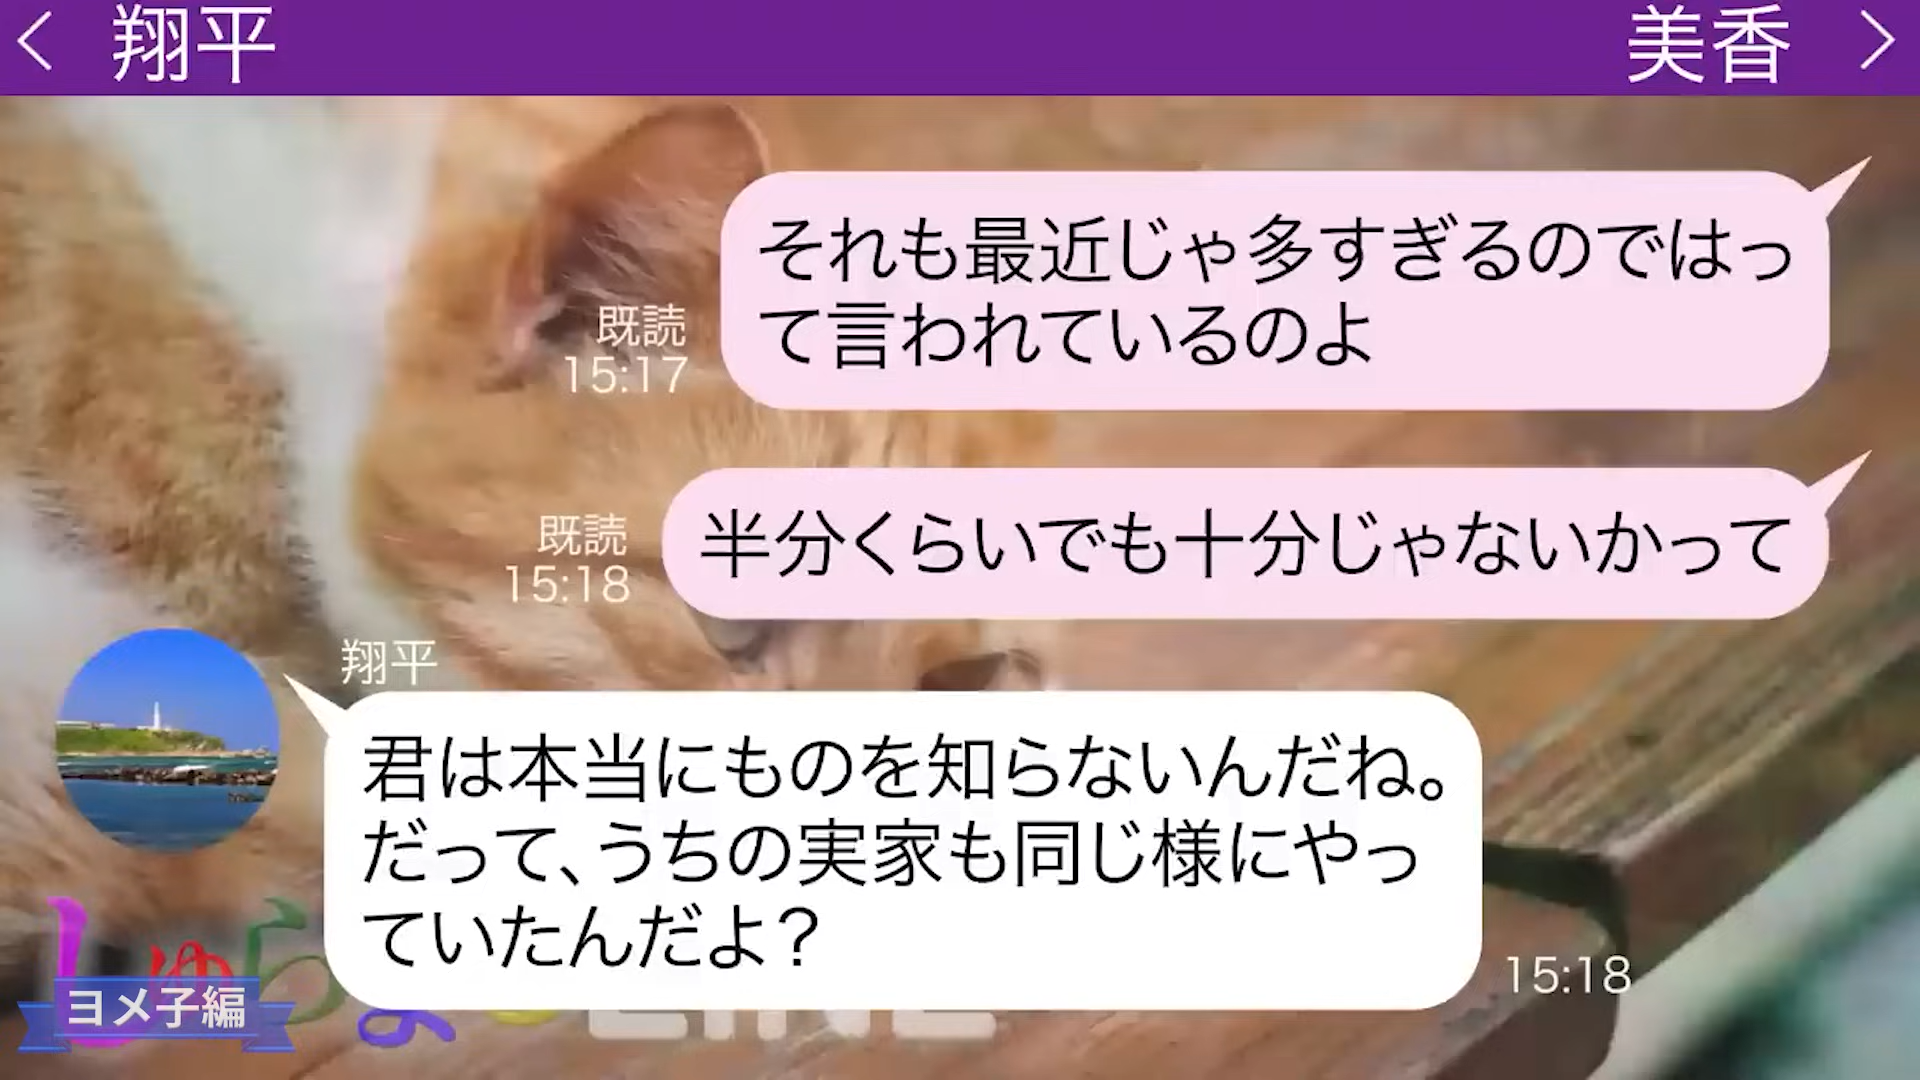 翔平
美香
それも最近じゃ多すぎるのではっ
て言われているのよ
既読
15:17
半分くらいでも十分じゃないかって
既読
15:18
翔平
君は本当にものを知らないんだね。
だって、うちの実家も同じ様にやっ
ていたんだよ？
15:18
ヨメ子編